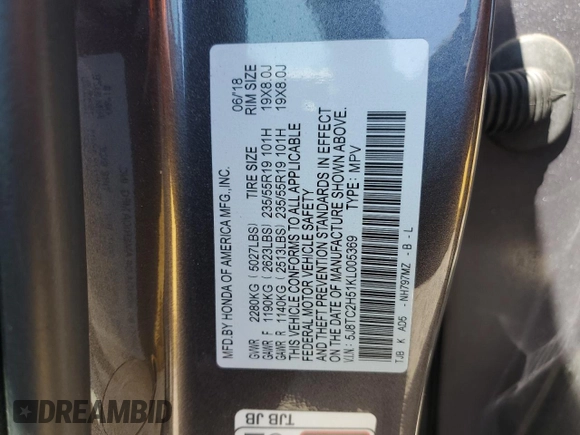 MFD.BY HONDA OF AMERICA MFG.,INC. 06/18
TIRE SIZE RIM SIZE
GVWR 2280KG (5027LBS)
GAWR F 1190KG (2623LBS) 235/55R19 101H 19X8.0J
GAWR R 1140KG (2513LBS) 235/55R19 101H 19X8.0J
THIS VEHICLE CONFORMS TO ALL APPLICABLE
FEDERAL MOTOR VEHICLE SAFETY
AND THEFT PREVENTION STANDARDS IN EFFECT
ON THE DATE OF MANUFACTURE SHOWN ABOVE.
V.I.N: 5J8TC2H51KL005369 TYPE: MPV
TJB K A05 -NH797MZ -B -L
TJB JB
DREAMBID